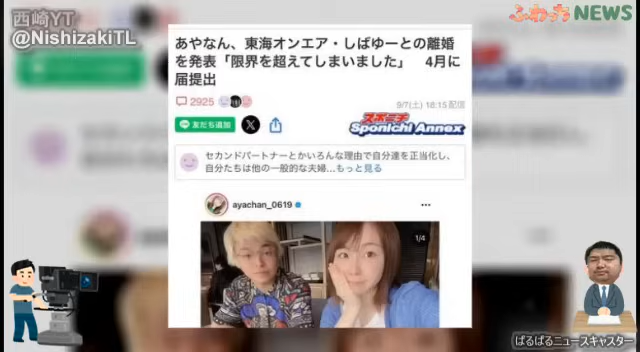 西崎YT
@NishizakiTL
ふわっちNEWS
あやなん、東海オンエア・しばゆーとの離婚
を発表「限界を超えてしまいました」 4月に
届提出
2925
9/7(土) 18:15配信
友だち追加
スポニチ
Sponichi Annex
セカンドパートナーとかいろんな理由で自分達を正当化し、
自分たちは他の一般的な夫婦…もっと見る
ayachan_0619
1/4
ぱるぱるニュースキャスター